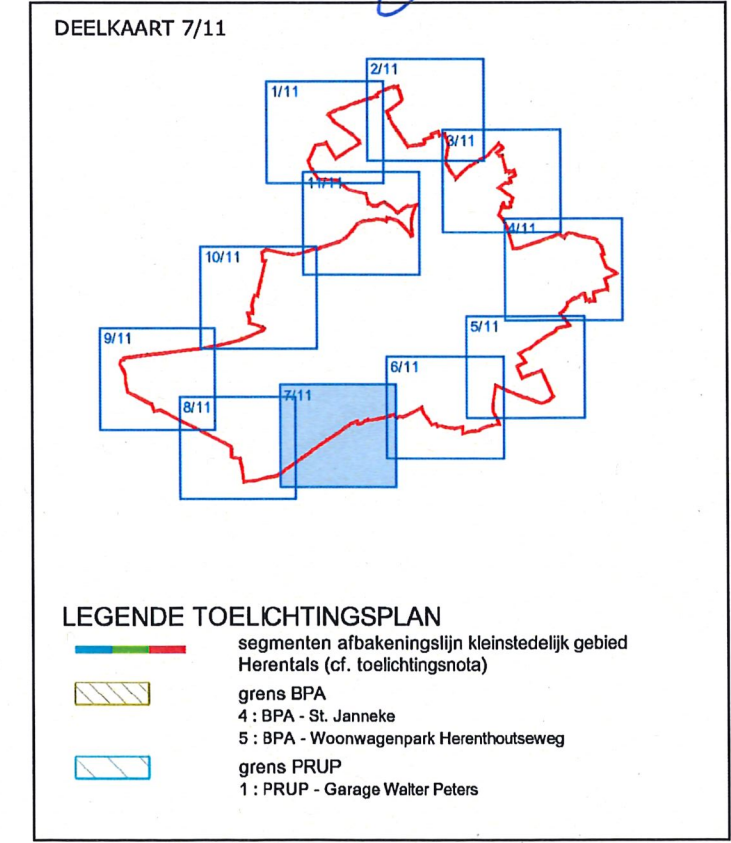 DEELKAART 7/11
2/11
1/11
3/11
11/11
4/11
10/11
5/11
9/11
6/11
7/11
8/11
LEGENDE TOELICHTINGSPLAN
segmenten afbakeningslijn kleinstedelijk gebied
Herentals (cf. toelichtingsnota)
grens BPA
4 : BPA - St. Janneke
5 : BPA - Woonwagenpark Herenthoutseweg
grens PRUP
1 : PRUP - Garage Walter Peters